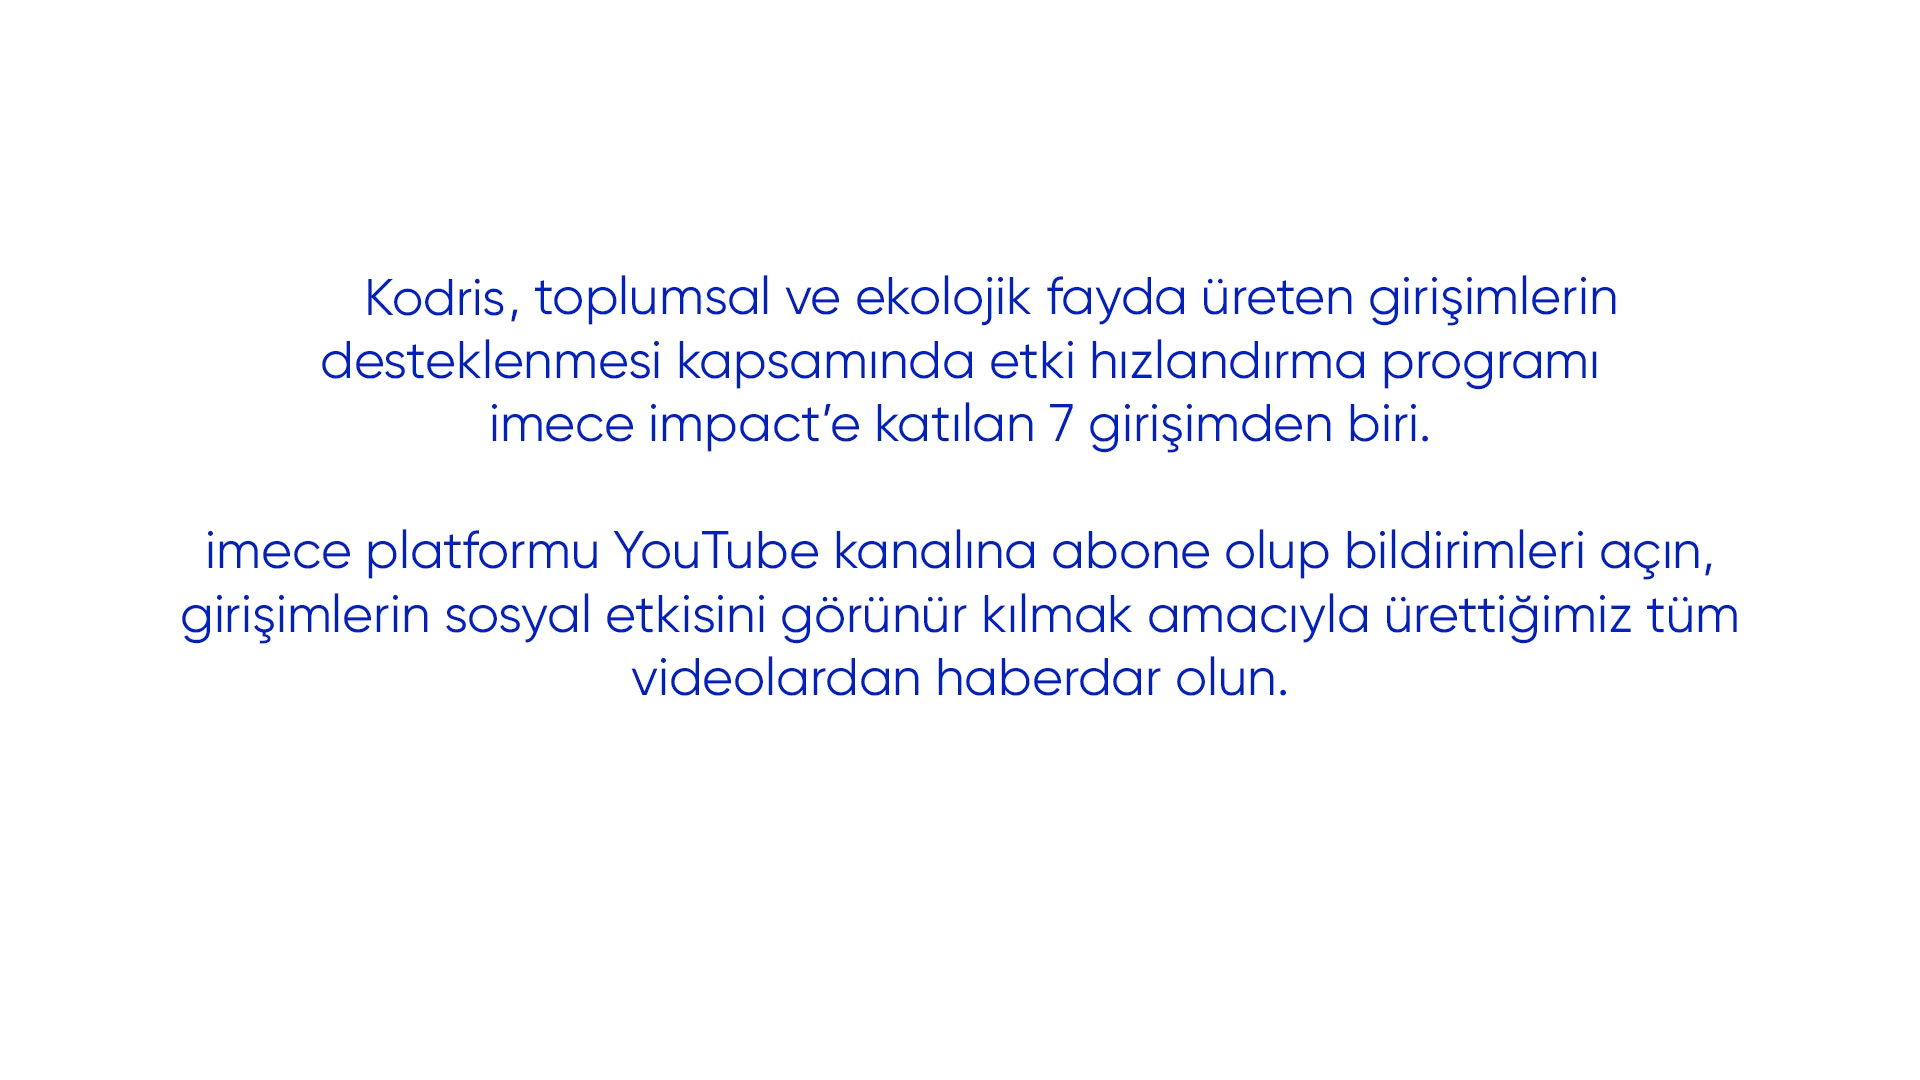 Kodris, toplumsal ve ekolojik fayda üreten girişimlerin
desteklenmesi kapsamında etki hızlandırma programı
imece impact’e katılan 7 girişimden biri.
imece platformu YouTube kanalına abone olup bildirimleri açın,
girişimlerin sosyal etkisini görünür kılmak amacıyla ürettiğimiz tüm
videolardan haberdar olun.